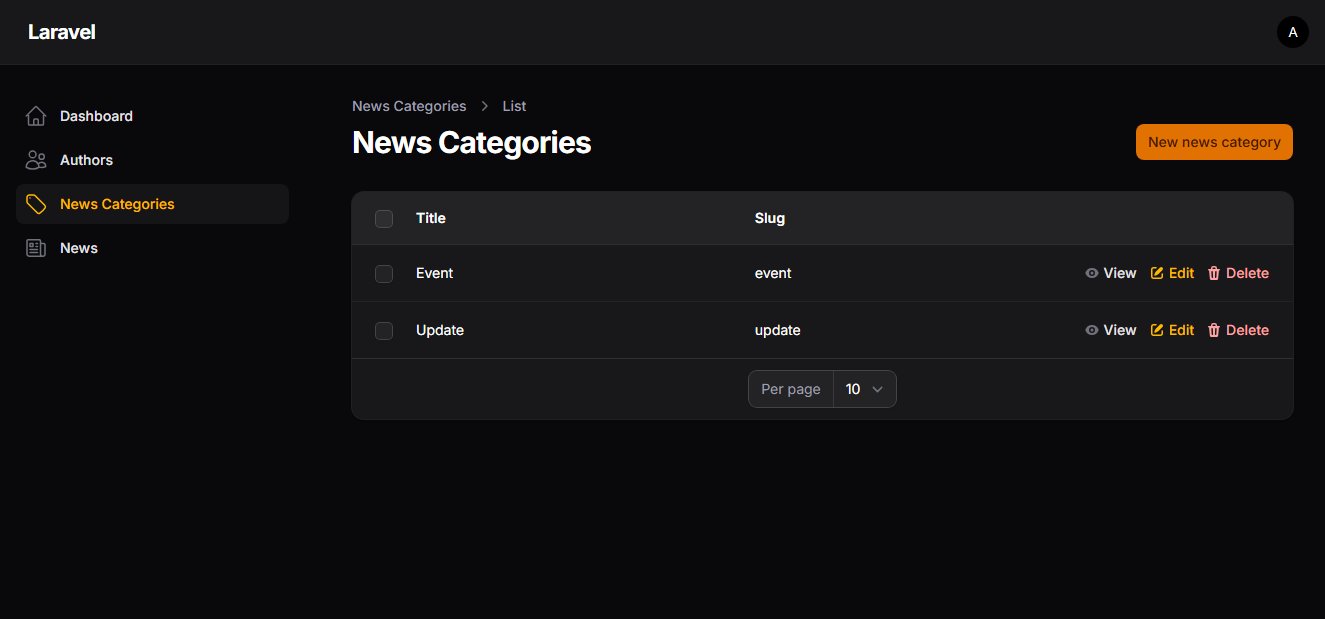 Laravel
A
Dashboard
Authors
News Categories
News
News Categories > List
News Categories
New news category
Title Slug
Event event View Edit Delete
Update update View Edit Delete
Per page 10